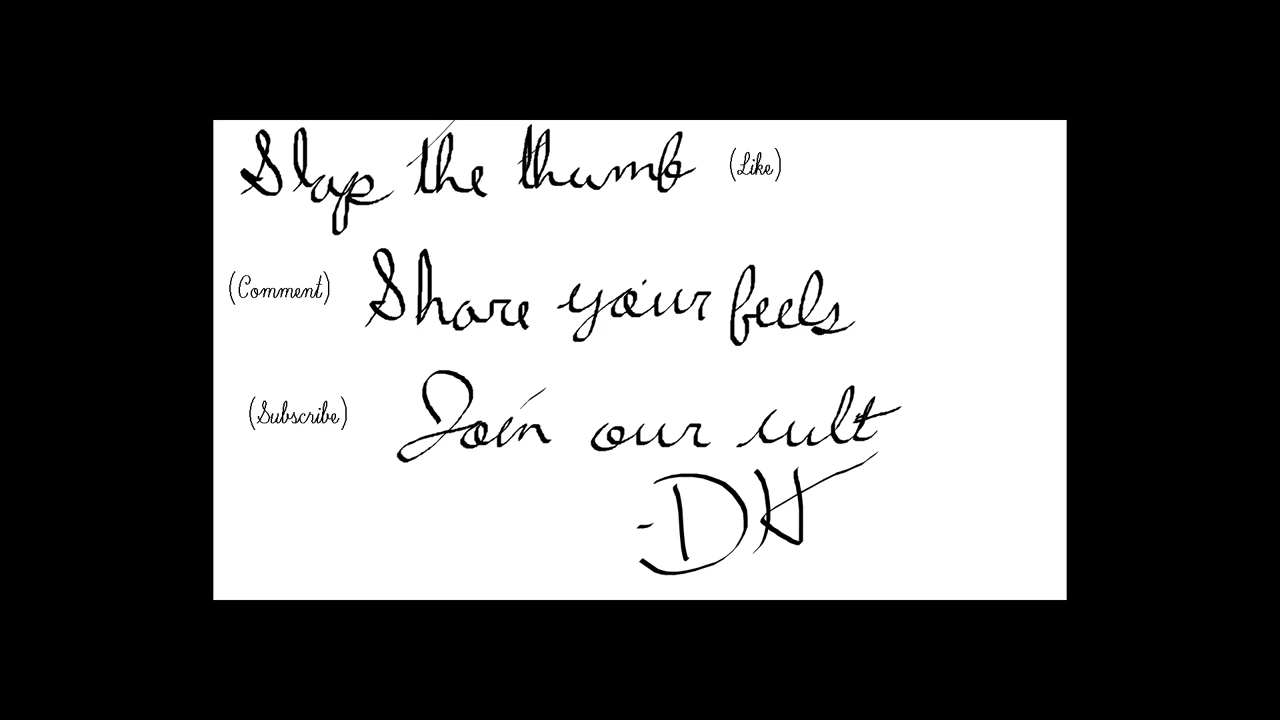 Slap the thumb (Like)
(Comment) Share your feels
(Subscribe) Join our cult
-DH